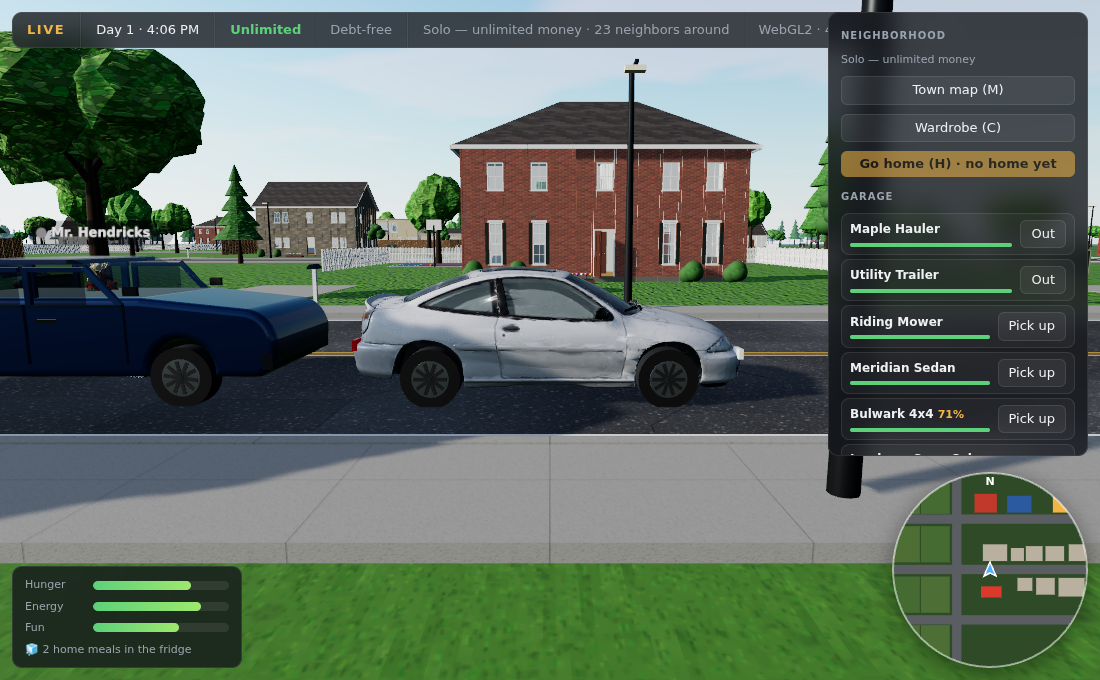 LIVE
Day 1 · 4:06 PM
Unlimited
Debt-free
Solo — unlimited money · 23 neighbors around
WebGL2 ·
NEIGHBORHOOD
Solo — unlimited money
Town map (M)
Wardrobe (C)
Go home (H) · no home yet
GARAGE
Maple Hauler
Out
Utility Trailer
Out
Riding Mower
Pick up
Meridian Sedan
Pick up
Bulwark 4x4 71%
Pick up
Mr. Hendricks
N
Hunger
Energy
Fun
2 home meals in the fridge